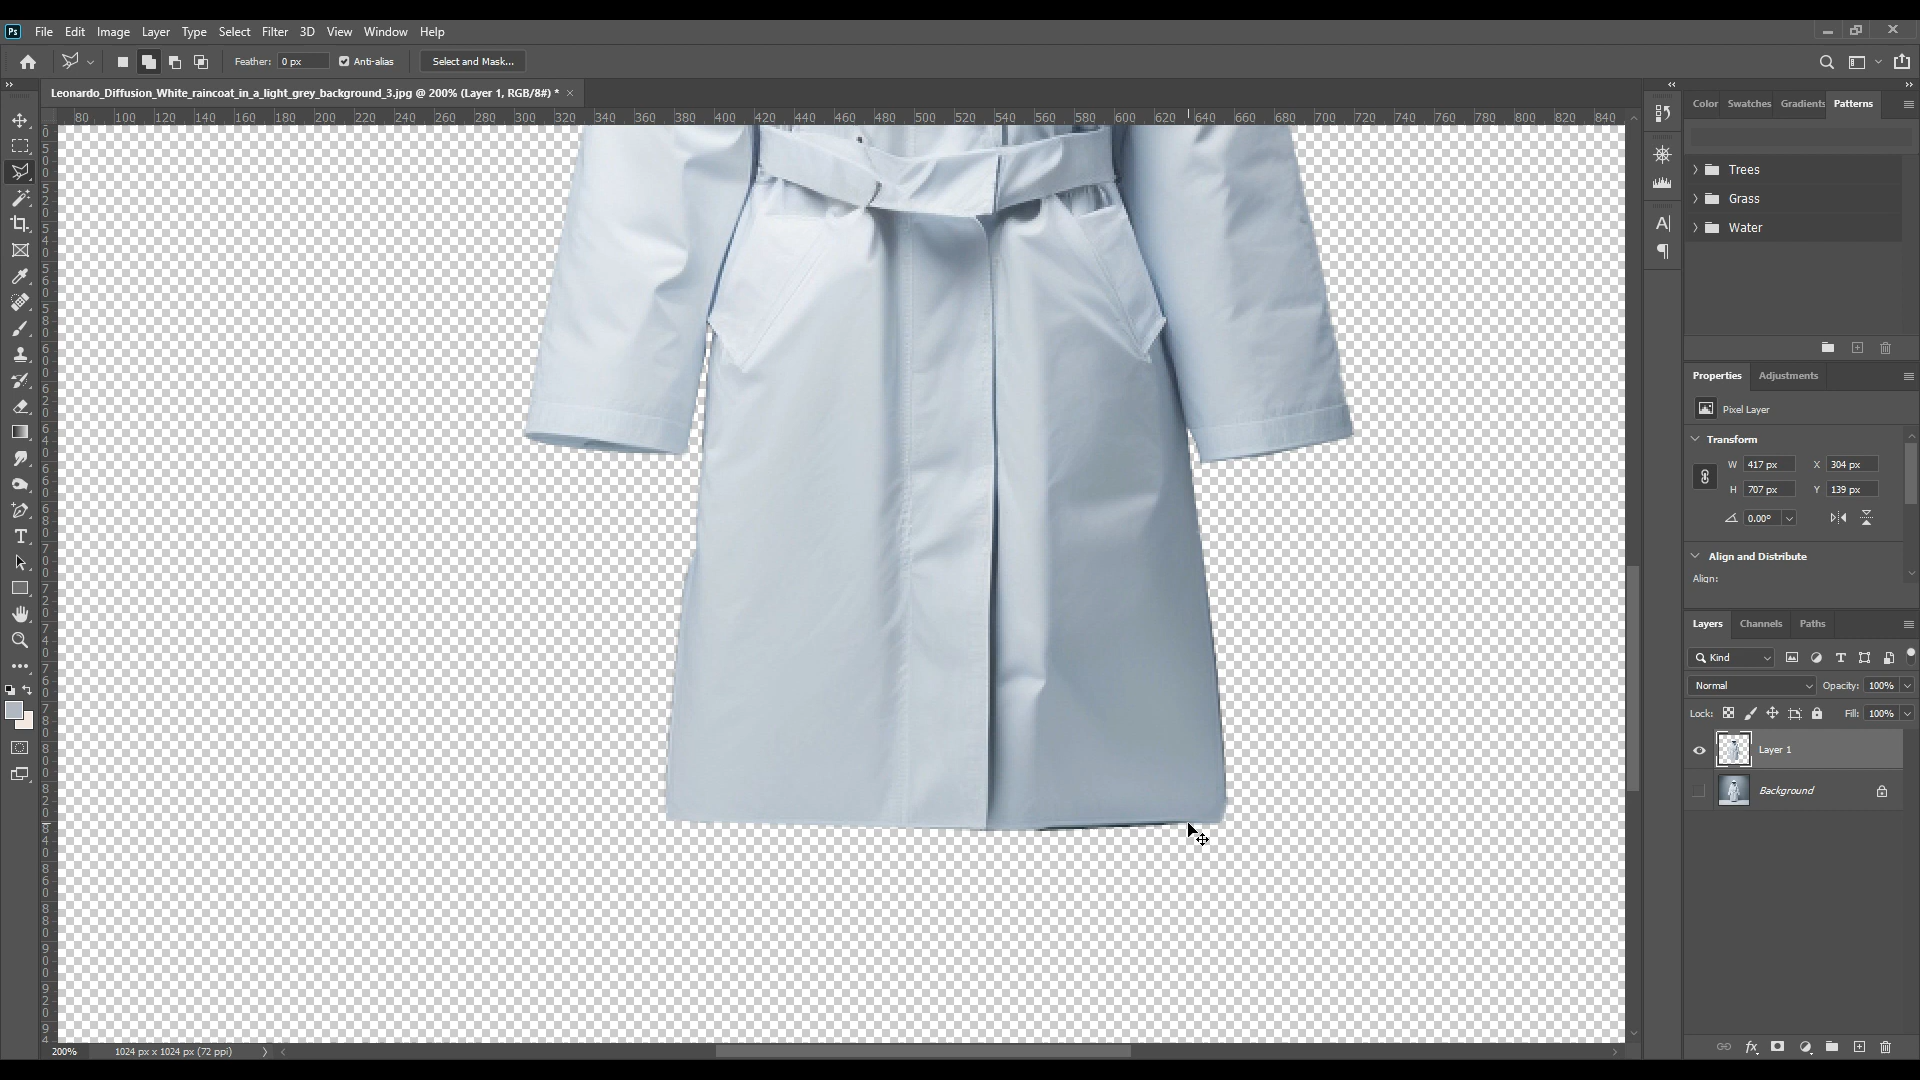 Ps File Edit Image Layer Type Select Filter 3D View Window Help
Feather: 0 px Anti-alias Select and Mask...
Leonardo_Diffusion_White_raincoat_in_a_light_grey_background_3.jpg @ 200% (Layer 1, RGB/8#) * ×
80 100 120 140 160 180 200 220 240 260 280 300 320 340 360 380 400 420 440 460 480 500 520 540 560 580 600 620 640 660 680 700 720 740 760 780 800 820 840
Color Swatches Gradients Patterns
Trees
Grass
Water
Properties Adjustments
Pixel Layer
Transform
W 417 px X 304 px
H 707 px Y 139 px
0.00°
Align and Distribute
Align:
Layers Channels Paths
Kind
Normal Opacity: 100%
Lock: Fill: 100%
Layer 1
Background
200% 1024 px x 1024 px (72 ppi)